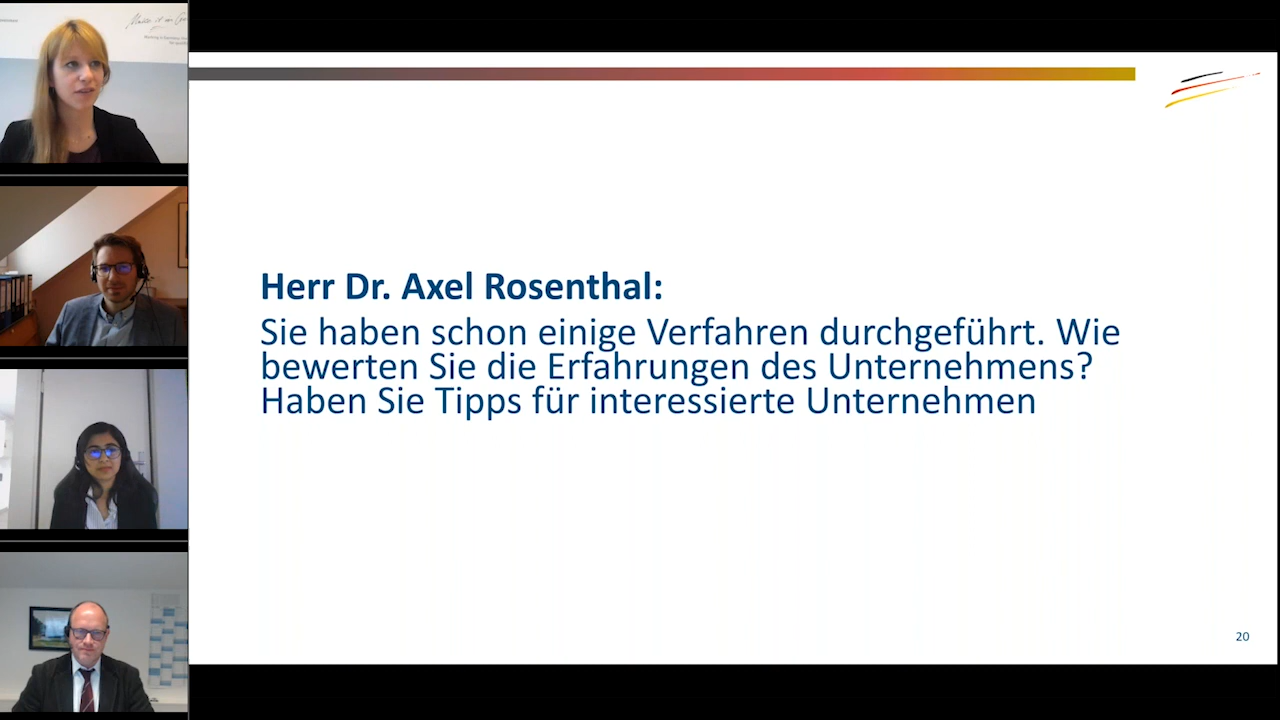 Herr Dr. Axel Rosenthal:
Sie haben schon einige Verfahren durchgeführt. Wie
bewerten Sie die Erfahrungen des Unternehmens?
Haben Sie Tipps für interessierte Unternehmen
20